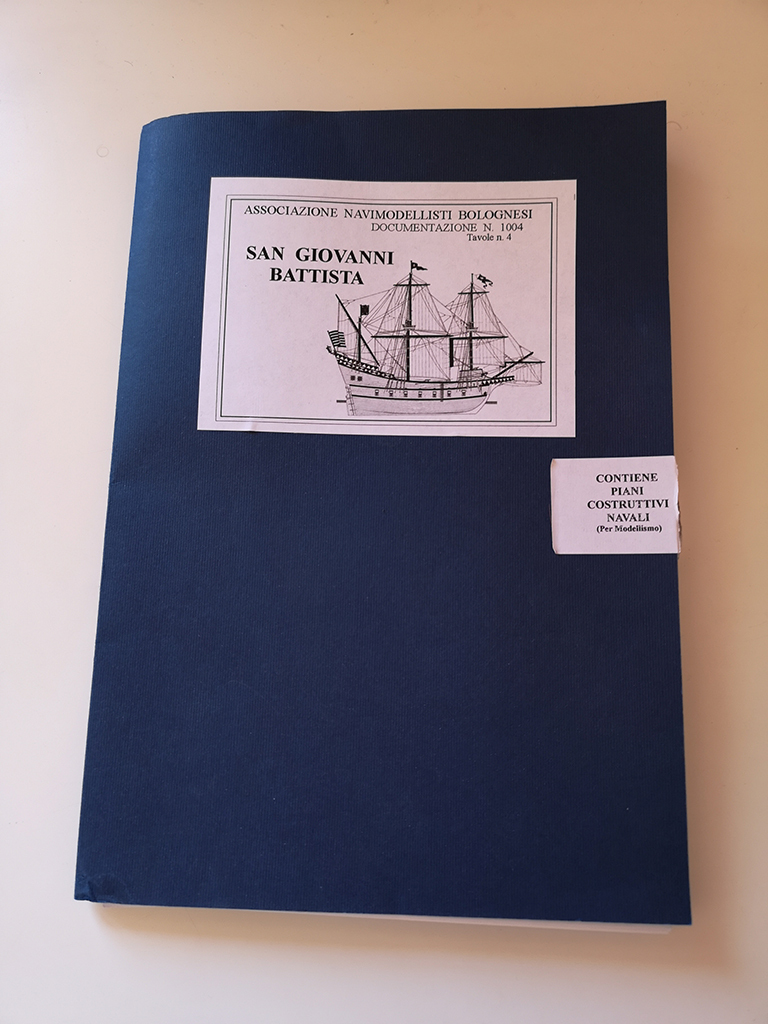 ASSOCIAZIONE NAVIMODELLISTI BOLOGNESI
DOCUMENTAZIONE N. 1004
Tavole n. 4
SAN GIOVANNI
BATTISTA
CONTIENE
PIANI
COSTRUTTIVI
NAVALI
(Per Modellismo)